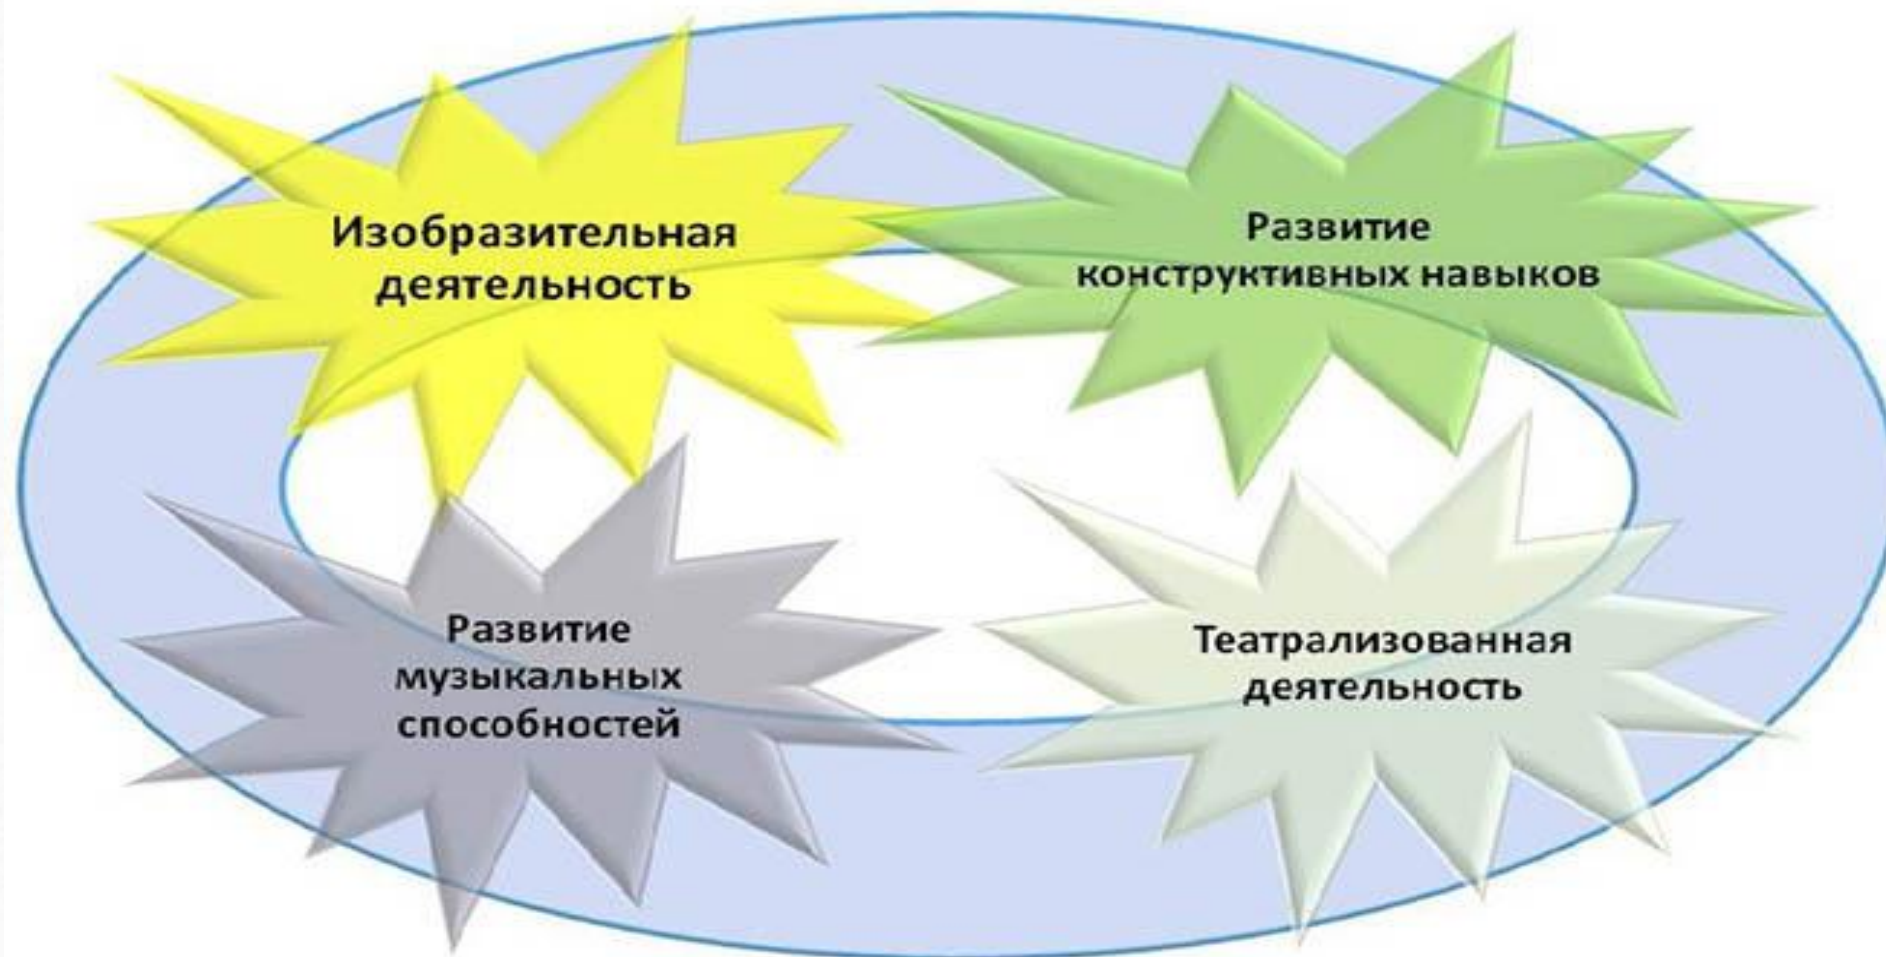 Изобразительная
деятельность
Развитие
конструктивных навыков
Развитие
музыкальных
способностей
Театрализованная
деятельность